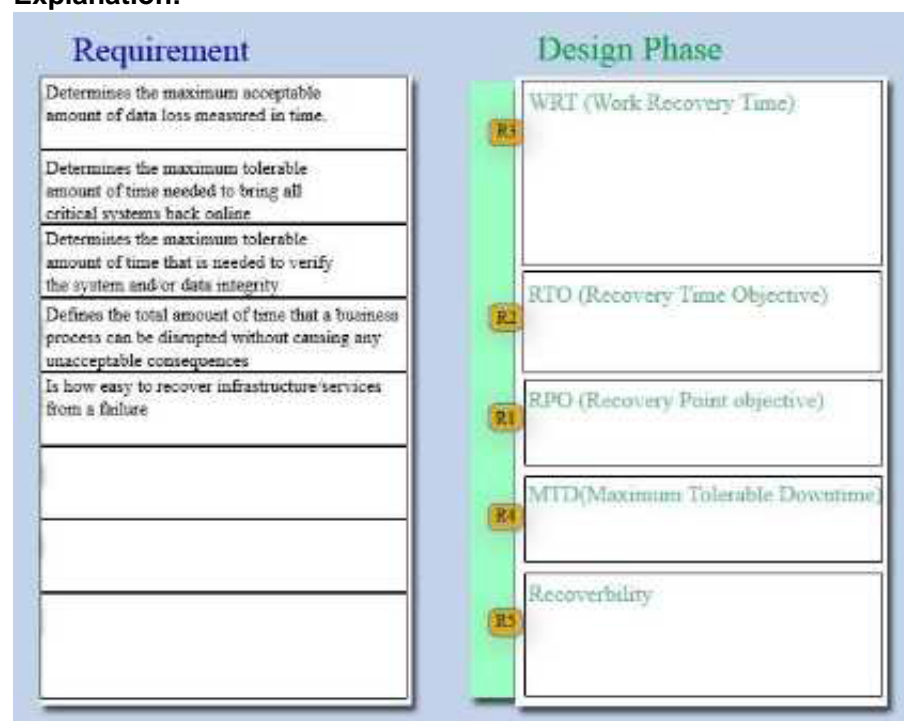 Explanation:
Requirement
Determines the maximum acceptable
amount of data loss measured in time.
Determines the maximum tolerable
amount of time needed to bring all
critical systems back online
Determines the maximum tolerable
amount of time that is needed to verify
the system and/or data integrity
Defines the total amount of time that a business
process can be disrupted without causing any
unacceptable consequences
Is how easy to recover infrastructure/services
from a failure
Design Phase
WRT (Work Recovery Time)
R3
RTO (Recovery Time Objective)
R2
RPO (Recovery Point objective)
R1
MTD(Maximum Tolerable Downtime)
R4
Recoverbility
R5